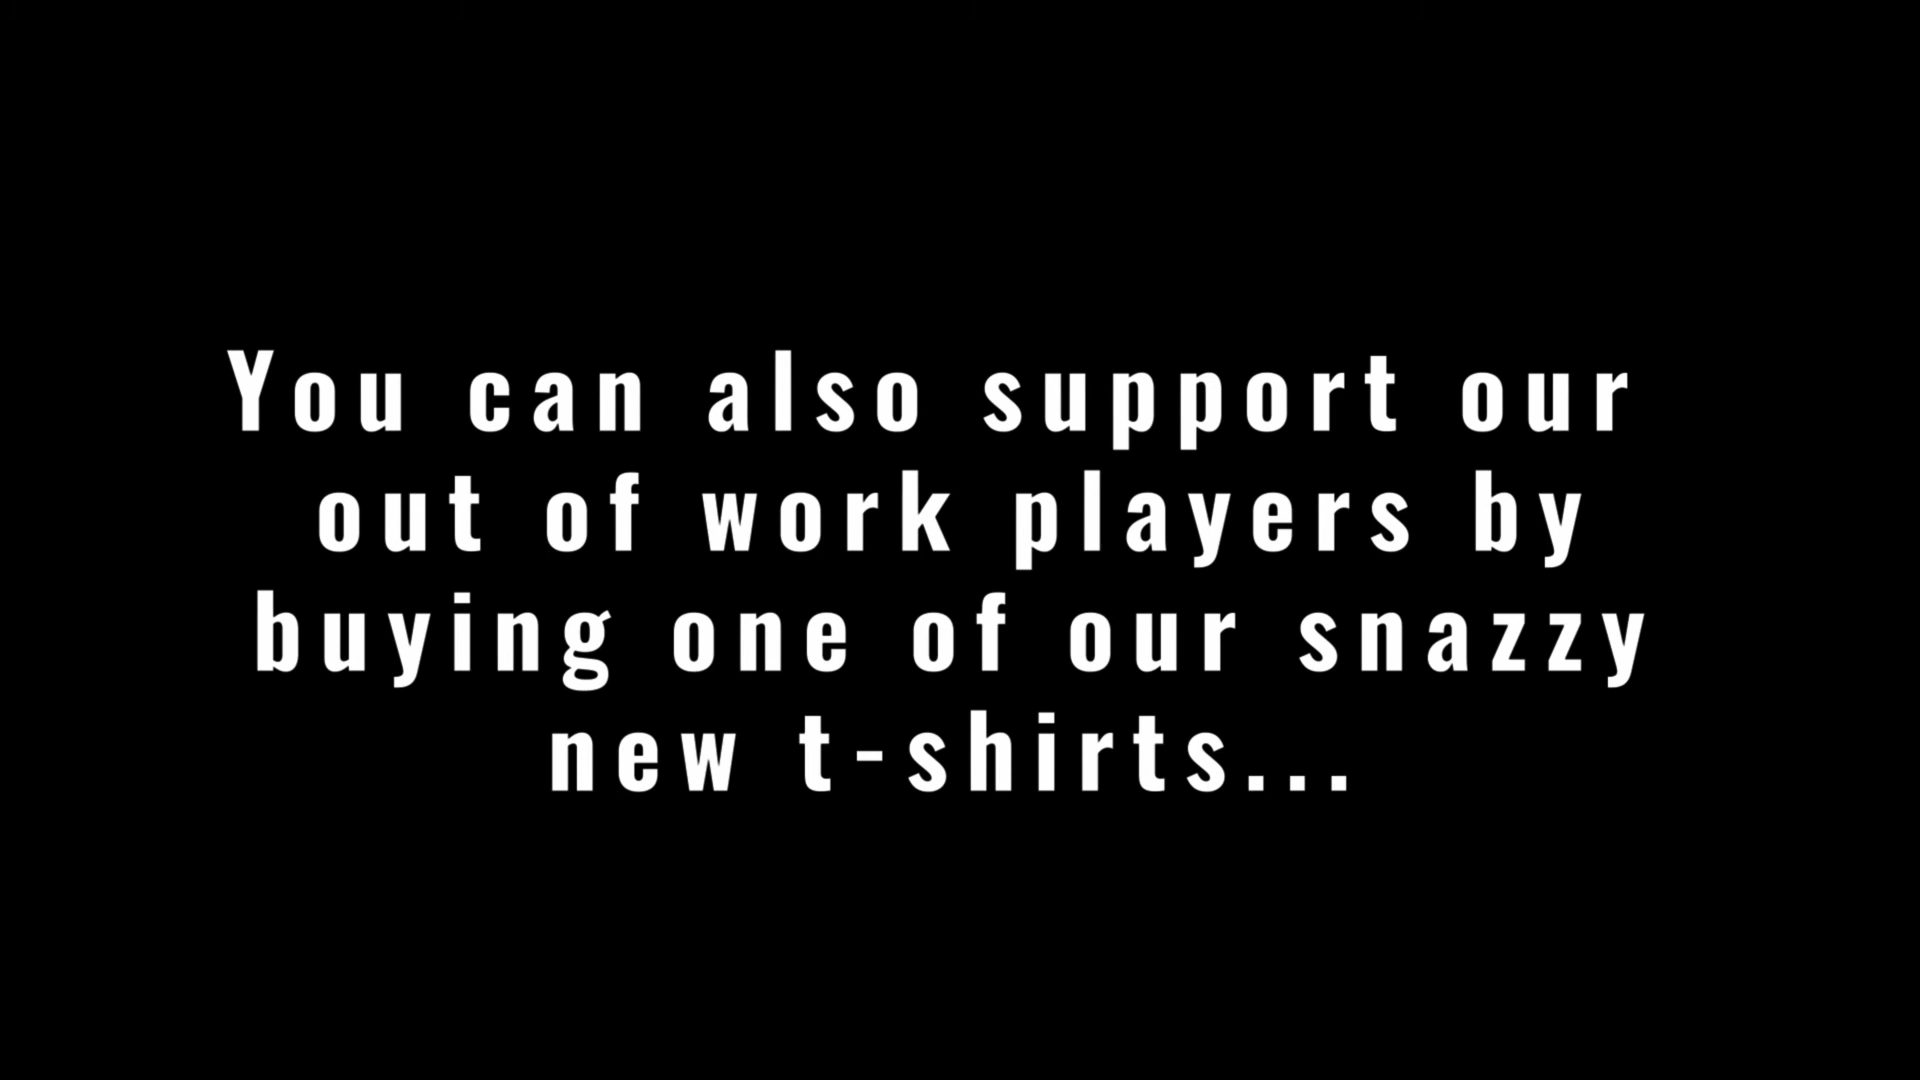 You can also support our
out of work players by
buying one of our snazzy
new t-shirts...